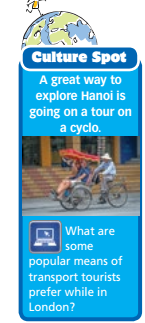 Culture Spot
A great way to
explore Hanoi is
going on a tour on
a cyclo.
What are
some
popular means of
transport tourists
prefer while in
London?